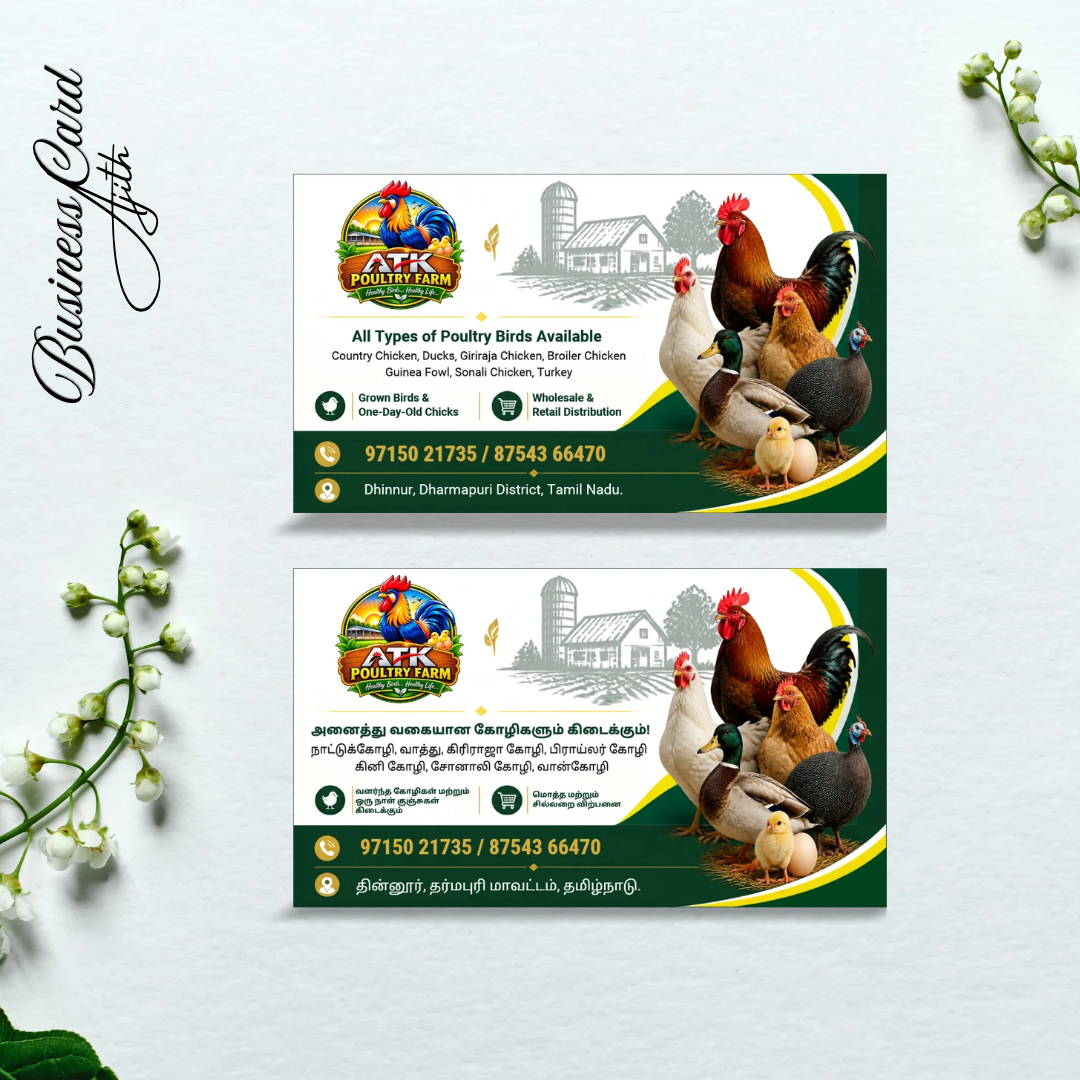 Business Card
Ajith
ATK
POULTRY FARM
Healthy Birds... Healthy Life...
All Types of Poultry Birds Available
Country Chicken, Ducks, Giriraja Chicken, Broiler Chicken
Guinea Fowl, Sonali Chicken, Turkey
Grown Birds &
One-Day-Old Chicks
Wholesale &
Retail Distribution
97150 21735 / 87543 66470
Dhinnur, Dharmapuri District, Tamil Nadu.
ATK
POULTRY FARM
Healthy Birds... Healthy Life...
அனைத்து வகையான கோழிகளும் கிடைக்கும்!
நாட்டுக்கோழி, வாத்து, கிரிராஜா கோழி, பிராய்லர் கோழி
கினி கோழி, சோனாலி கோழி, வான்கோழி
வளர்ந்த கோழிகள் மற்றும்
ஒரு நாள் குஞ்சுகள்
கிடைக்கும்
மொத்த மற்றும்
சில்லறை விற்பனை
97150 21735 / 87543 66470
தின்னூர், தர்மபுரி மாவட்டம், தமிழ்நாடு.